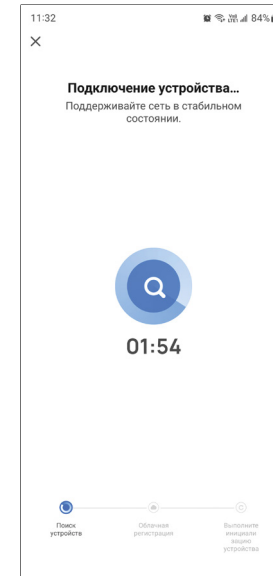 11:32
84%
Подключение устройства...
Поддерживайте сеть в стабильном
состоянии.
01:54
Поиск
устройств
Облачная
регистрация
Выполните
инициали
зацию
устройства